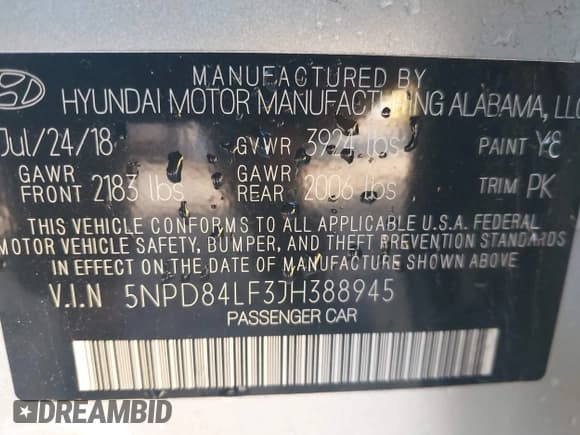 MANUFACTURED BY
HYUNDAI MOTOR MANUFACTURING ALABAMA, LLC
Jul/24/18 GVWR 3924 lbs PAINT Y8
GAWR FRONT 2183 lbs GAWR REAR 2006 lbs TRIM PK
THIS VEHICLE CONFORMS TO ALL APPLICABLE U.S.A. FEDERAL
MOTOR VEHICLE SAFETY, BUMPER, AND THEFT PREVENTION STANDARDS
IN EFFECT ON THE DATE OF MANUFACTURE SHOWN ABOVE.
V.I.N 5NPD84LF3JH388945
PASSENGER CAR
DREAMBID